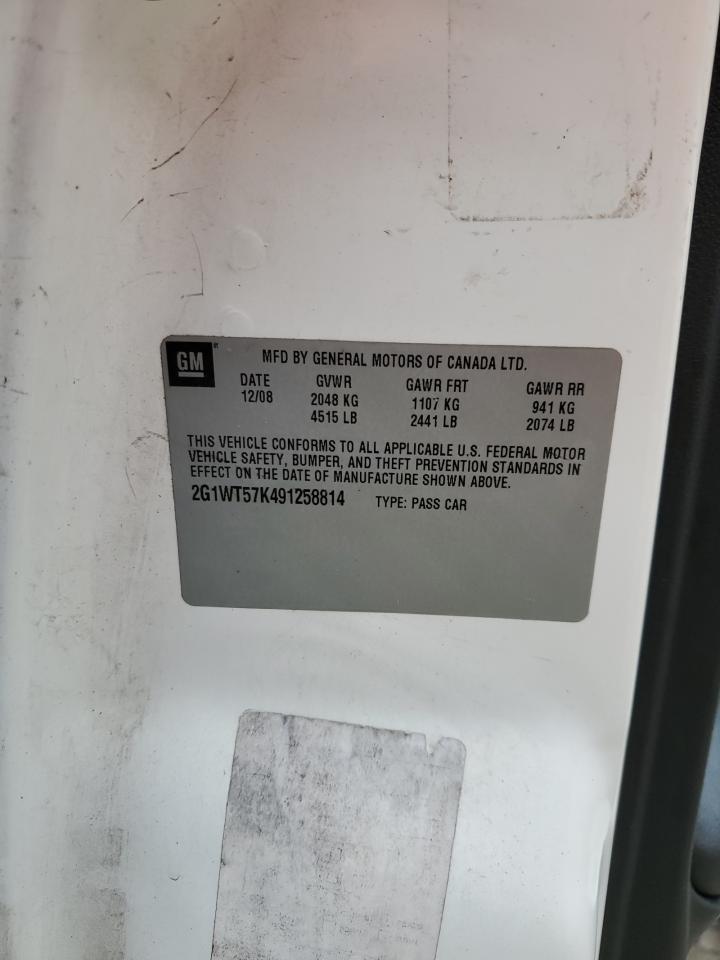 GM
MFD BY GENERAL MOTORS OF CANADA LTD.
DATE GVWR GAWR FRT GAWR RR
12/08 2048 KG 1107 KG 941 KG
4515 LB 2441 LB 2074 LB
THIS VEHICLE CONFORMS TO ALL APPLICABLE U.S. FEDERAL MOTOR
VEHICLE SAFETY, BUMPER, AND THEFT PREVENTION STANDARDS IN
EFFECT ON THE DATE OF MANUFACTURE SHOWN ABOVE.
2G1WT57K491258814 TYPE: PASS CAR